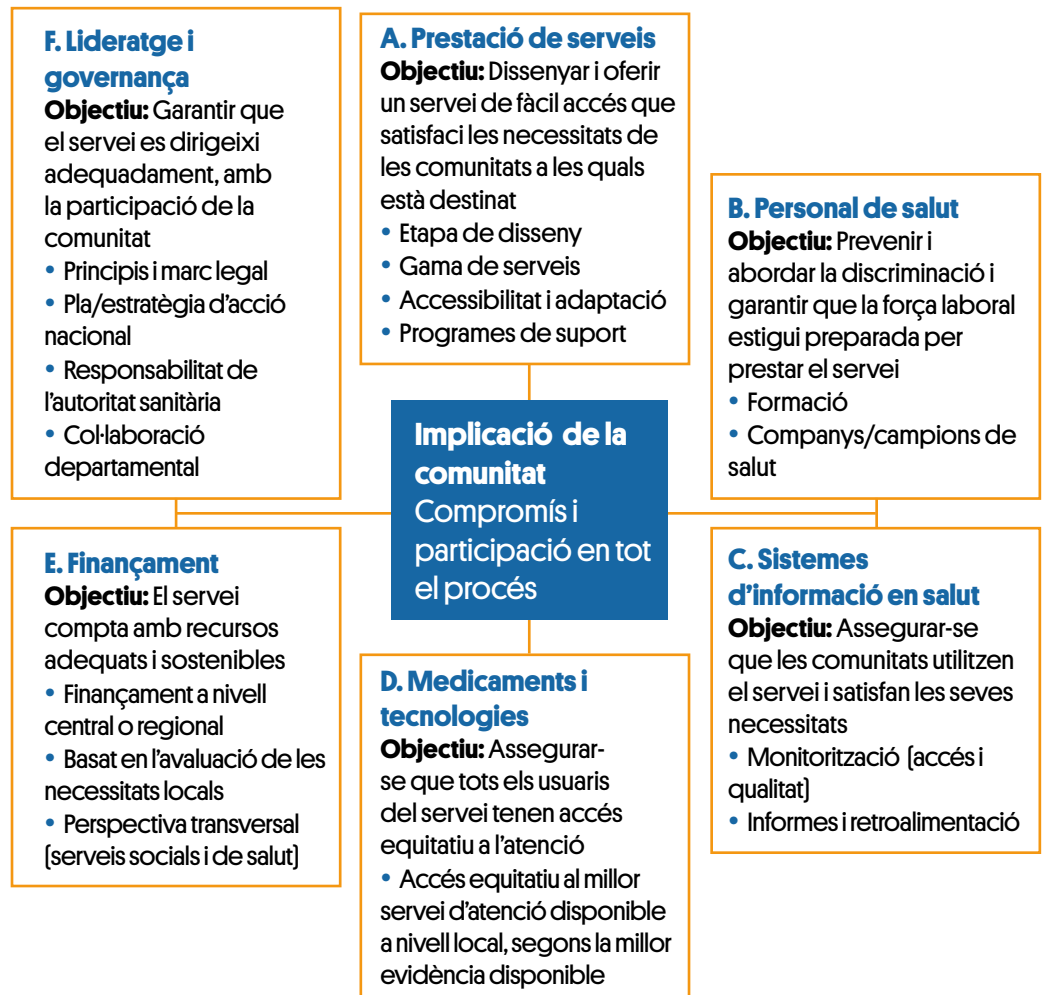 F. Lideratge i
governança
Objectiu: Garantir que
el servei es dirigeixi
adequadament, amb
la participació de la
comunitat
• Principis i marc legal
• Pla/estratègia d'acció
nacional
• Responsabilitat de
l'autoritat sanitària
• Col·laboració
departamental
A. Prestació de serveis
Objectiu: Dissenyar i oferir
un servei de fàcil accés que
satisfaci les necessitats de
les comunitats a les quals
està destinat
• Etapa de disseny
• Gama de serveis
• Accessibilitat i adaptació
• Programes de suport
B. Personal de salut
Objectiu: Prevenir i
abordar la discriminació i
garantir que la força laboral
estigui preparada per
prestar el servei
• Formació
• Companys/campions de
salut
Implicació de la
comunitat
Compromís i
participació en tot
el procés
E. Finançament
Objectiu: El servei
compta amb recursos
adequats i sostenibles
• Finançament a nivell
central o regional
• Basat en l'avaluació de les
necessitats locals
• Perspectiva transversal
(serveis socials i de salut)
D. Medicaments i
tecnologies
Objectiu: Assegurar-
se que tots els usuaris
del servei tenen accés
equitatiu a l'atenció
• Accés equitatiu al millor
servei d'atenció disponible
a nivell local, segons la millor
evidència disponible
C. Sistemes
d'informació en salut
Objectiu: Assegurar-se
que les comunitats utilitzen
el servei i satisfan les seves
necessitats
• Monitorització (accés i
qualitat)
• Informes i retroalimentació